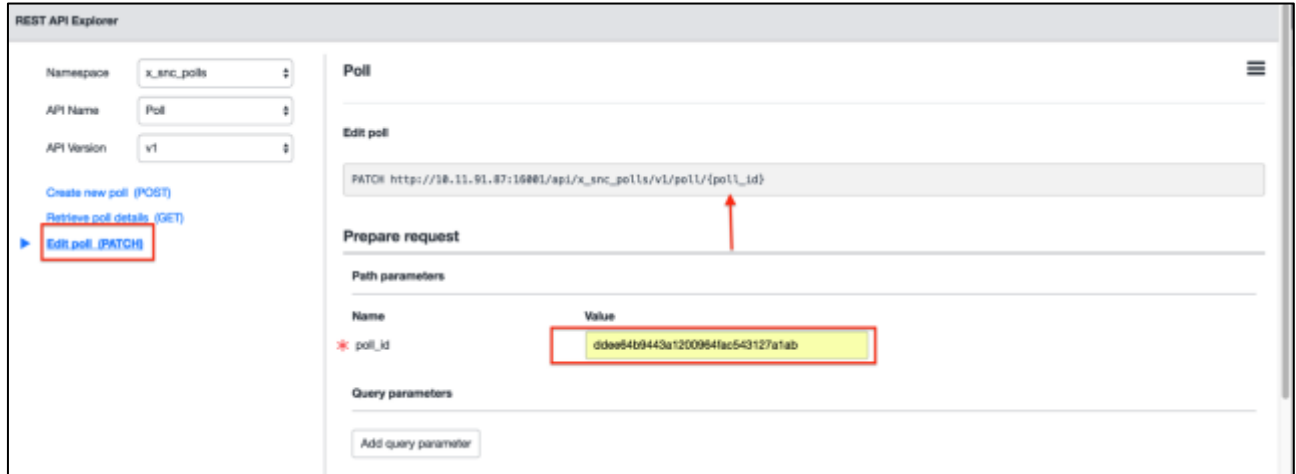 REST API Explorer
Namespace x_snc_polls
API Name Poll
API Version v1
Create new poll (POST)
Retrieve poll details (GET)
Edit poll (PATCH)
Poll
Edit poll
PATCH http://10.11.91.87:16001/api/x_snc_polls/v1/poll/{poll_id}
Prepare request
Path parameters
Name Value
* poll_id ddee64b9443a1200964fac543127a1ab
Query parameters
Add query parameter